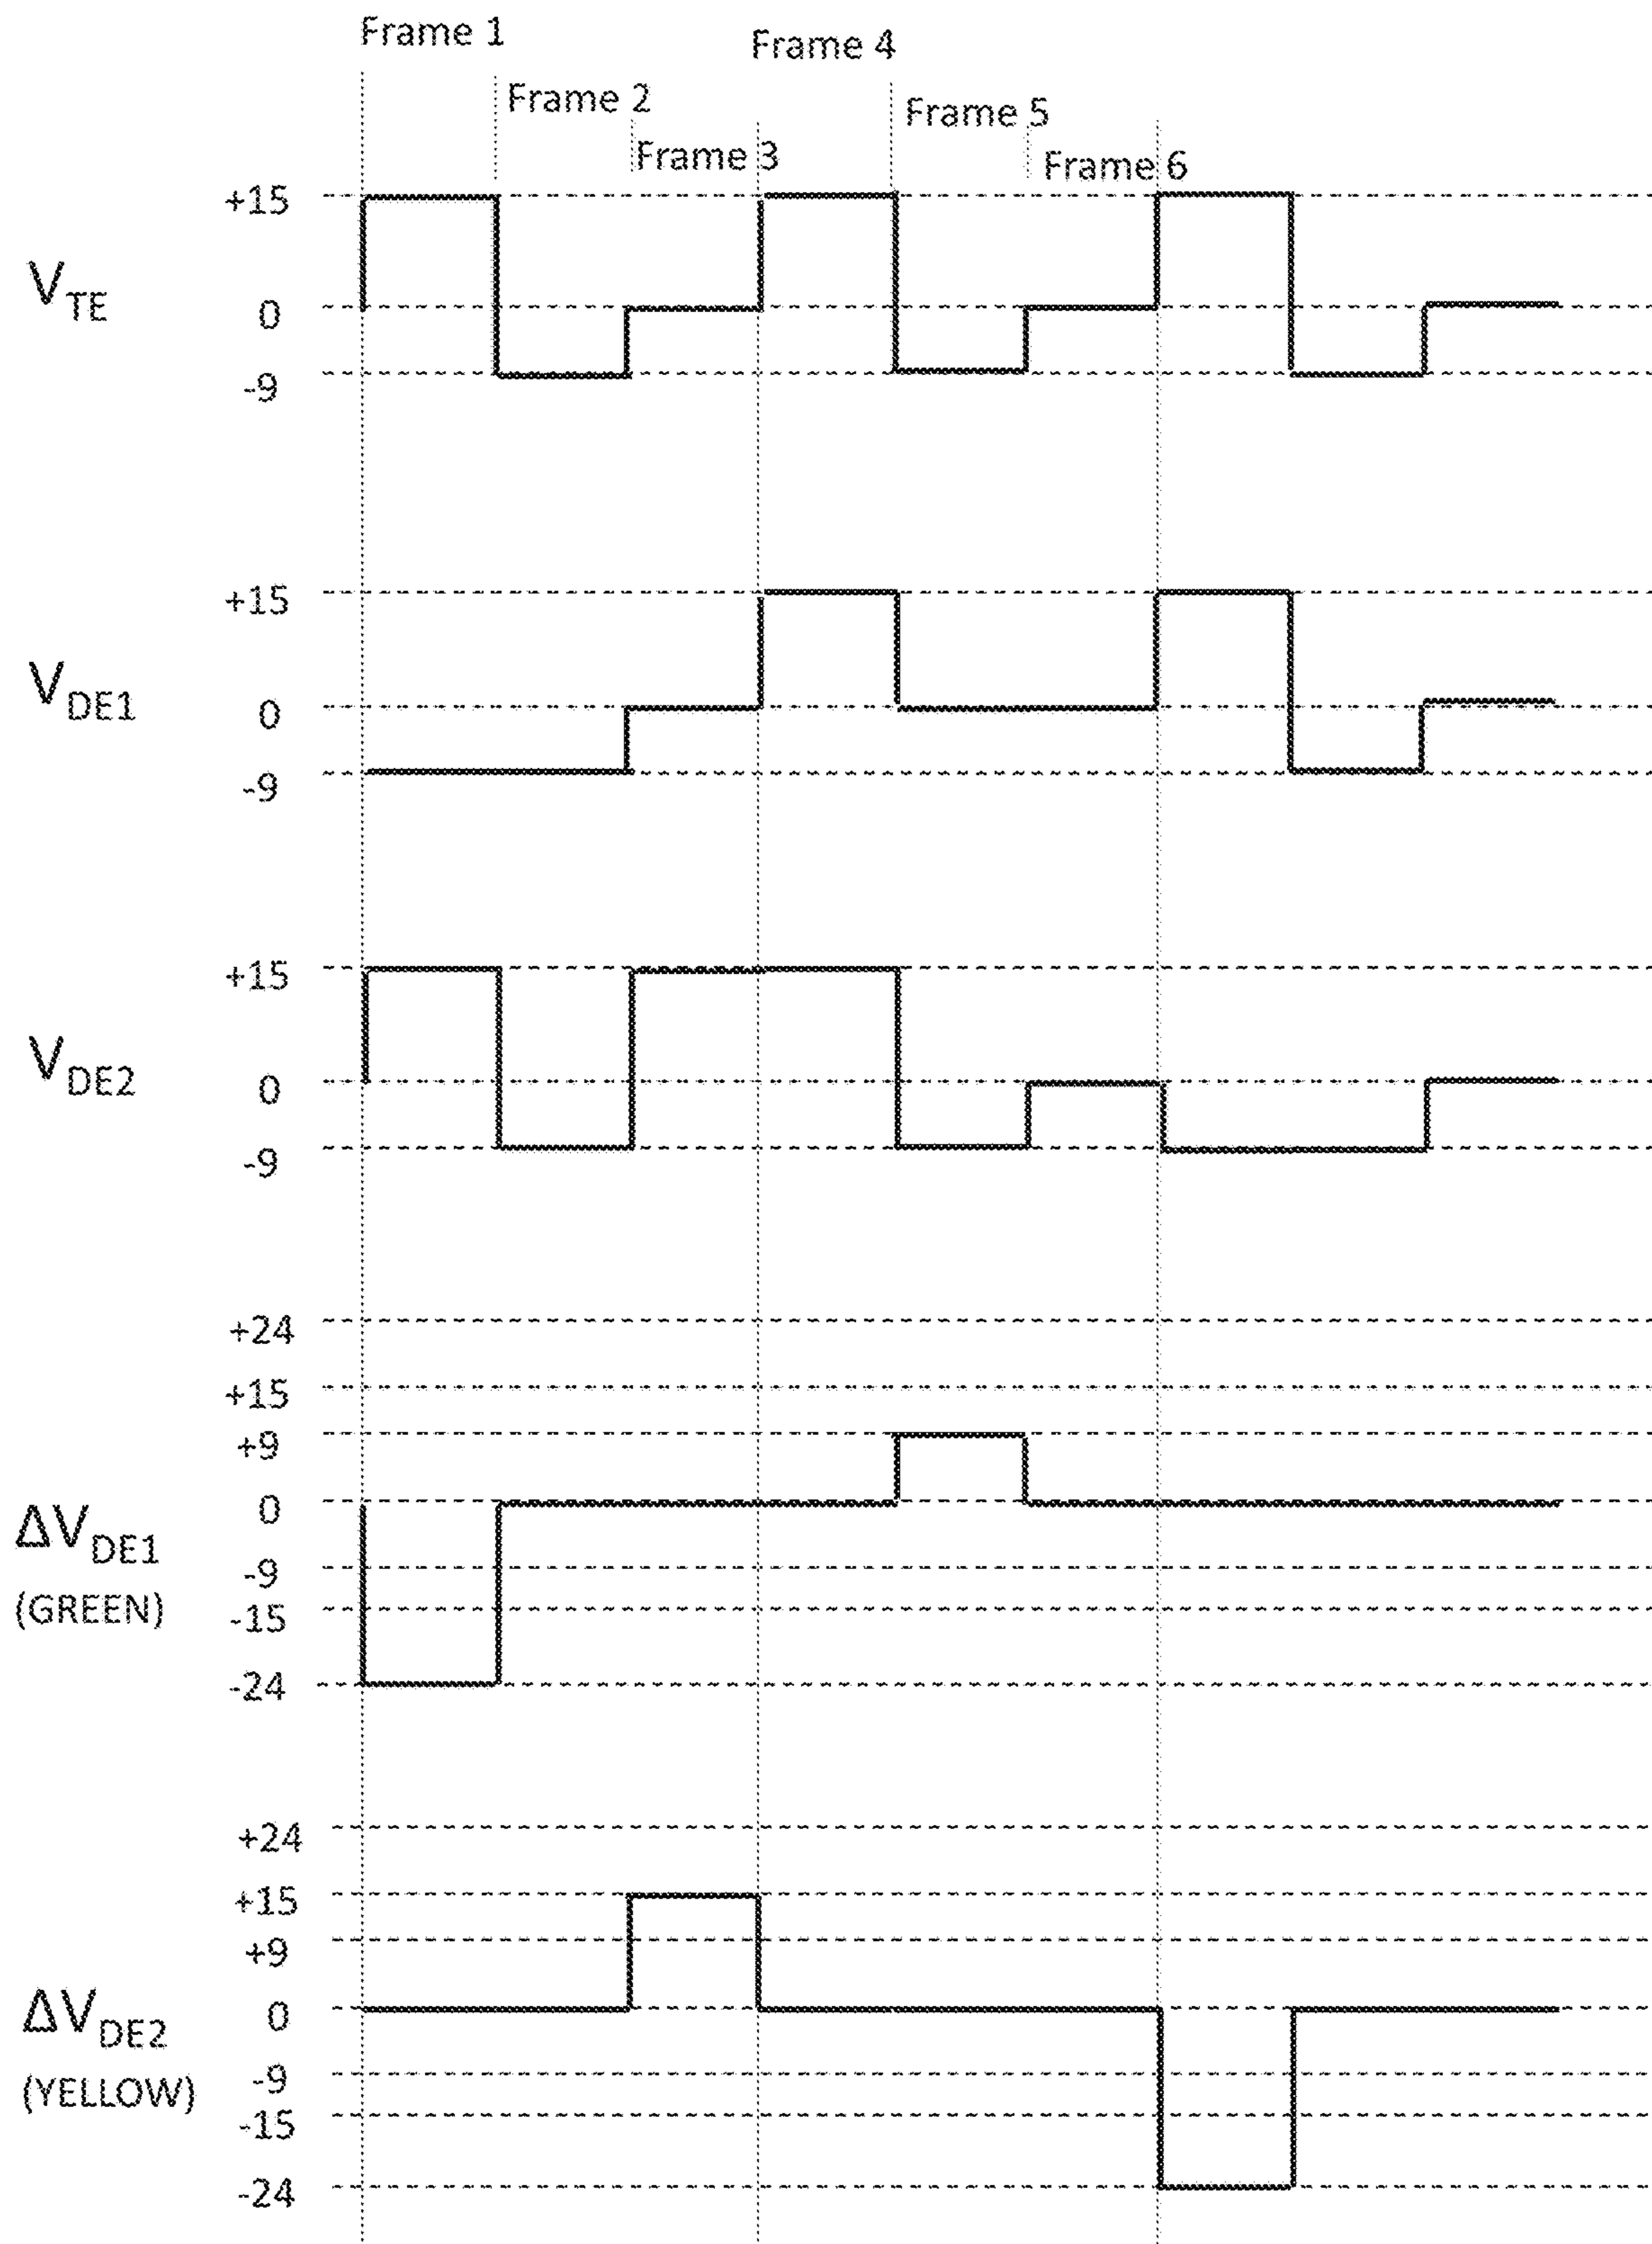 Frame 1
Frame 4
Frame 2
Frame 5
Frame 3
Frame 6
+15
VTE
0
-9
+15
VDE1
0
-9
+15
VDE2
0
-9
+24
+15
+9
0
ΔVDE1
-9
(GREEN)
-15
-24
+24
+15
+9
0
ΔVDE2
-9
(YELLOW)
-15
-24